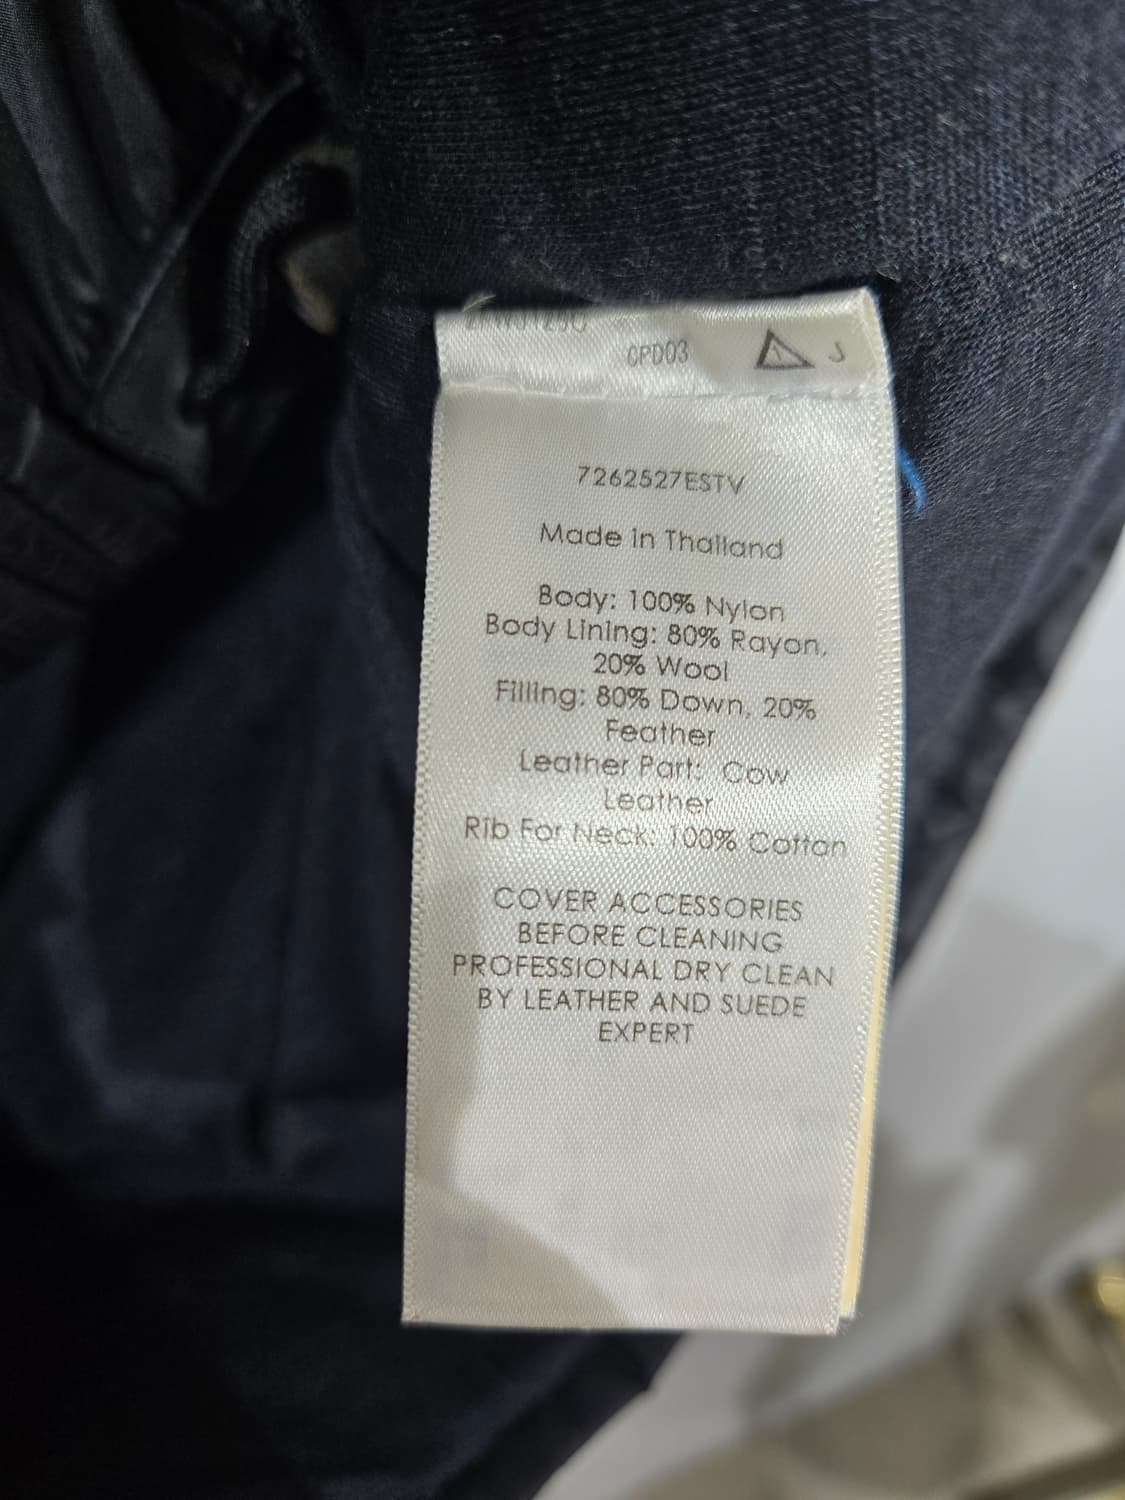 CPD03
J
7262527ESTV
Made in Thailand
Body: 100% Nylon
Body Lining: 80% Rayon,
20% Wool
Filling: 80% Down, 20%
Feather
Leather Part: Cow
Leather
Rib For Neck: 100% Cotton
COVER ACCESSORIES
BEFORE CLEANING
PROFESSIONAL DRY CLEAN
BY LEATHER AND SUEDE
EXPERT